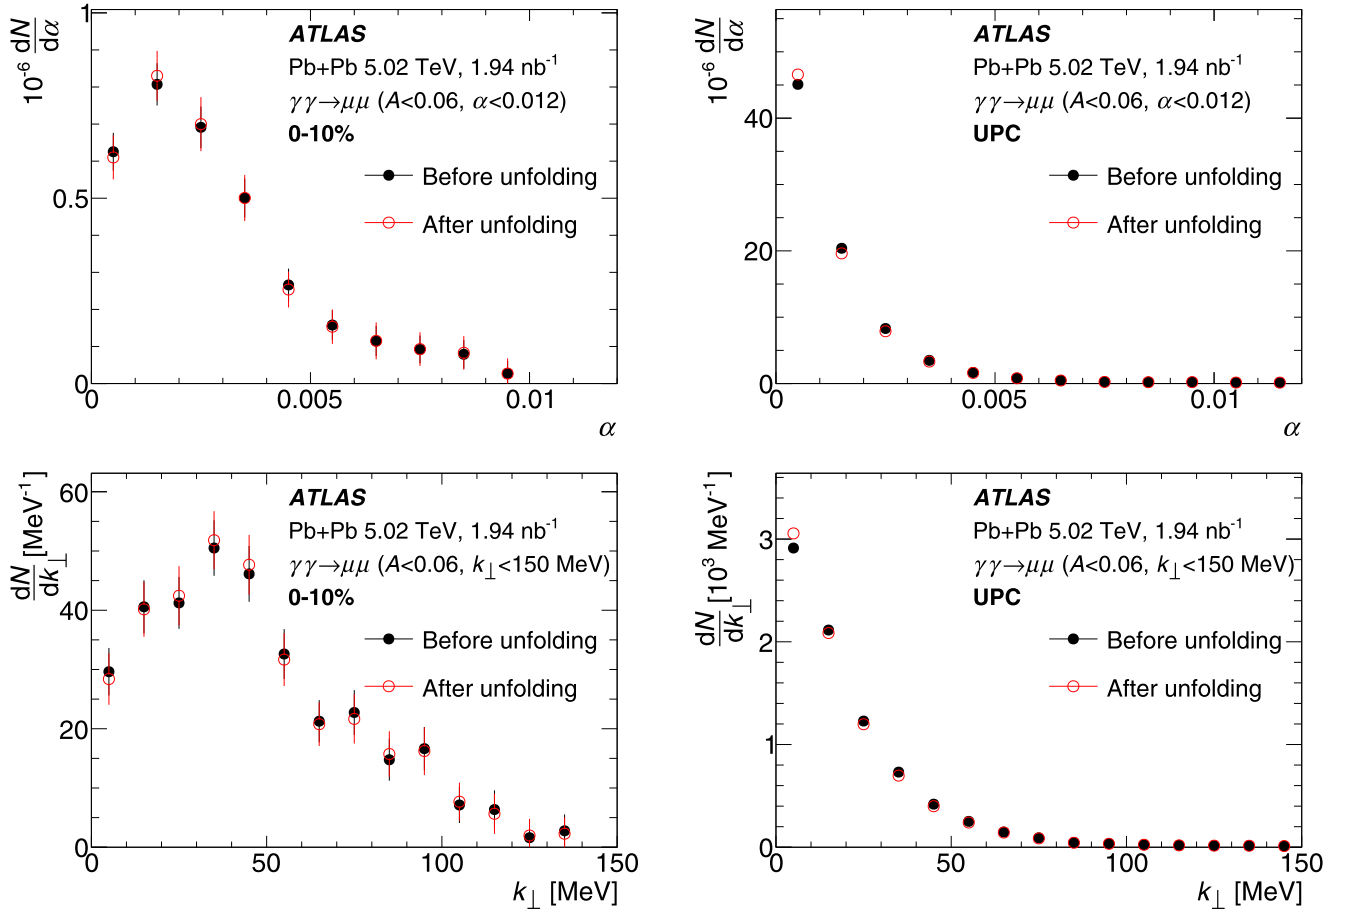 10⁻⁶ dN/dα
1
0.5
0
ATLAS
Pb+Pb 5.02 TeV, 1.94 nb⁻¹
γγ→μμ (A<0.06, α<0.012)
0-10%
Before unfolding
After unfolding
0 0.005 0.01
α
10⁻⁶ dN/dα
40
20
0
ATLAS
Pb+Pb 5.02 TeV, 1.94 nb⁻¹
γγ→μμ (A<0.06, α<0.012)
UPC
Before unfolding
After unfolding
0 0.005 0.01
α
dN/dk⊥ [MeV⁻¹]
60
40
20
0
ATLAS
Pb+Pb 5.02 TeV, 1.94 nb⁻¹
γγ→μμ (A<0.06, k⊥<150 MeV)
0-10%
Before unfolding
After unfolding
0 50 100 150
k⊥ [MeV]
dN/dk⊥ [10³ MeV⁻¹]
3
2
1
0
ATLAS
Pb+Pb 5.02 TeV, 1.94 nb⁻¹
γγ→μμ (A<0.06, k⊥<150 MeV)
UPC
Before unfolding
After unfolding
0 50 100 150
k⊥ [MeV]